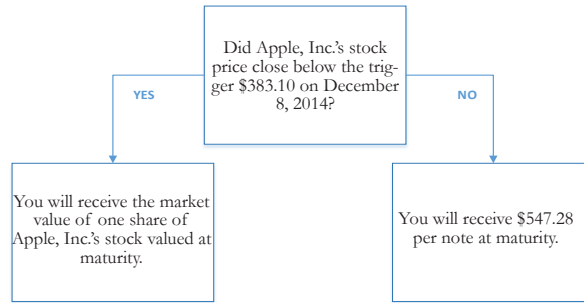 Did Apple, Inc.'s stock
price close below the trig-
ger $383.10 on December
8, 2014?
YES
NO
You will receive the market
value of one share of
Apple, Inc.'s stock valued at
maturity.
You will receive $547.28
per note at maturity.